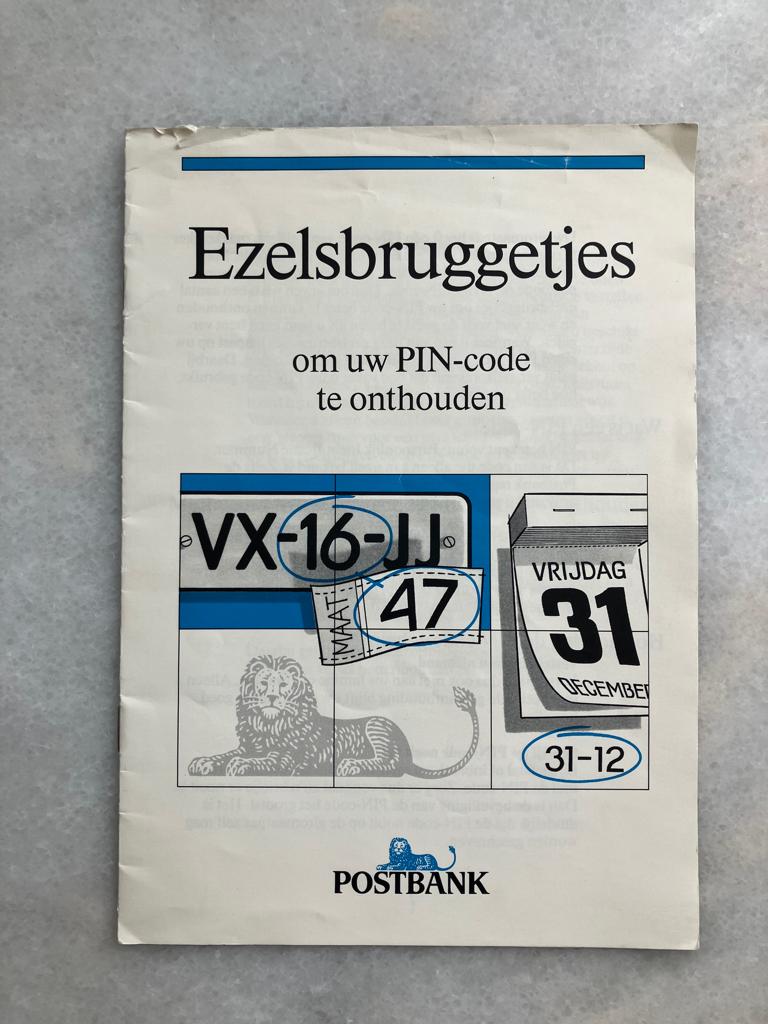 Ezelsbruggetjes
om uw PIN-code
te onthouden
VX-16-JJ
MAAT 47
VRIJDAG
31
DECEMBER
31-12
POSTBANK